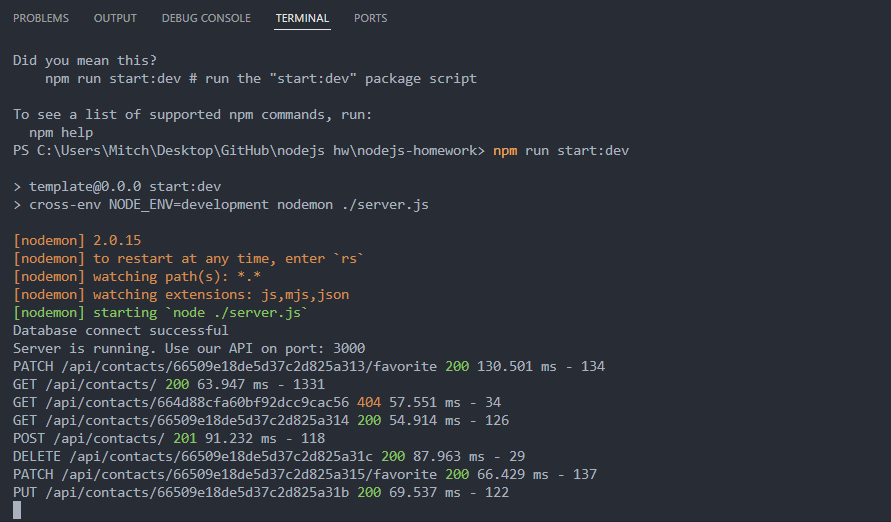 PROBLEMS OUTPUT DEBUG CONSOLE TERMINAL PORTS
Did you mean this?
    npm run start:dev # run the "start:dev" package script
To see a list of supported npm commands, run:
  npm help
PS C:\Users\Mitch\Desktop\GitHub\nodejs hw\nodejs-homework> npm run start:dev
> template@0.0.0 start:dev
> cross-env NODE_ENV=development nodemon ./server.js
[nodemon] 2.0.15
[nodemon] to restart at any time, enter `rs`
[nodemon] watching path(s): *.*
[nodemon] watching extensions: js,mjs,json
[nodemon] starting `node ./server.js`
Database connect successful
Server is running. Use our API on port: 3000
PATCH /api/contacts/66509e18de5d37c2d825a313/favorite 200 130.501 ms - 134
GET /api/contacts/ 200 63.947 ms - 1331
GET /api/contacts/664d88cfa60bf92dcc9cac56 404 57.551 ms - 34
GET /api/contacts/66509e18de5d37c2d825a314 200 54.914 ms - 126
POST /api/contacts/ 201 91.232 ms - 118
DELETE /api/contacts/66509e18de5d37c2d825a31c 200 87.963 ms - 29
PATCH /api/contacts/66509e18de5d37c2d825a315/favorite 200 66.429 ms - 137
PUT /api/contacts/66509e18de5d37c2d825a31b 200 69.537 ms - 122